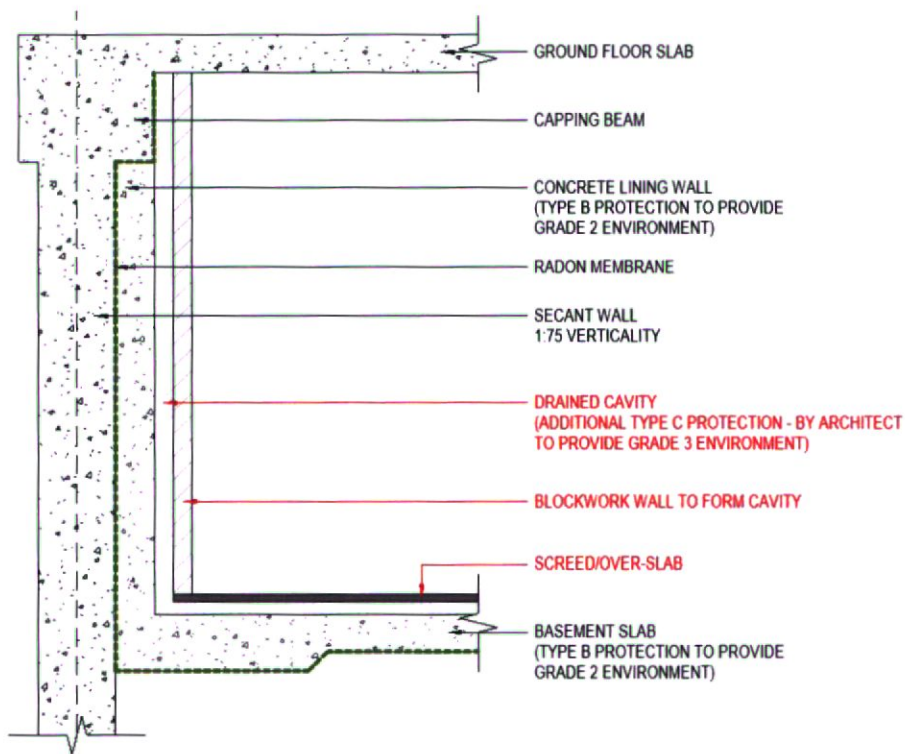 GROUND FLOOR SLAB
CAPPING BEAM
CONCRETE LINING WALL
(TYPE B PROTECTION TO PROVIDE
GRADE 2 ENVIRONMENT)
RADON MEMBRANE
SECANT WALL
1:75 VERTICALITY
DRAINED CAVITY
(ADDITIONAL TYPE C PROTECTION - BY ARCHITECT
TO PROVIDE GRADE 3 ENVIRONMENT)
BLOCKWORK WALL TO FORM CAVITY
SCREED/OVER-SLAB
BASEMENT SLAB
(TYPE B PROTECTION TO PROVIDE
GRADE 2 ENVIRONMENT)